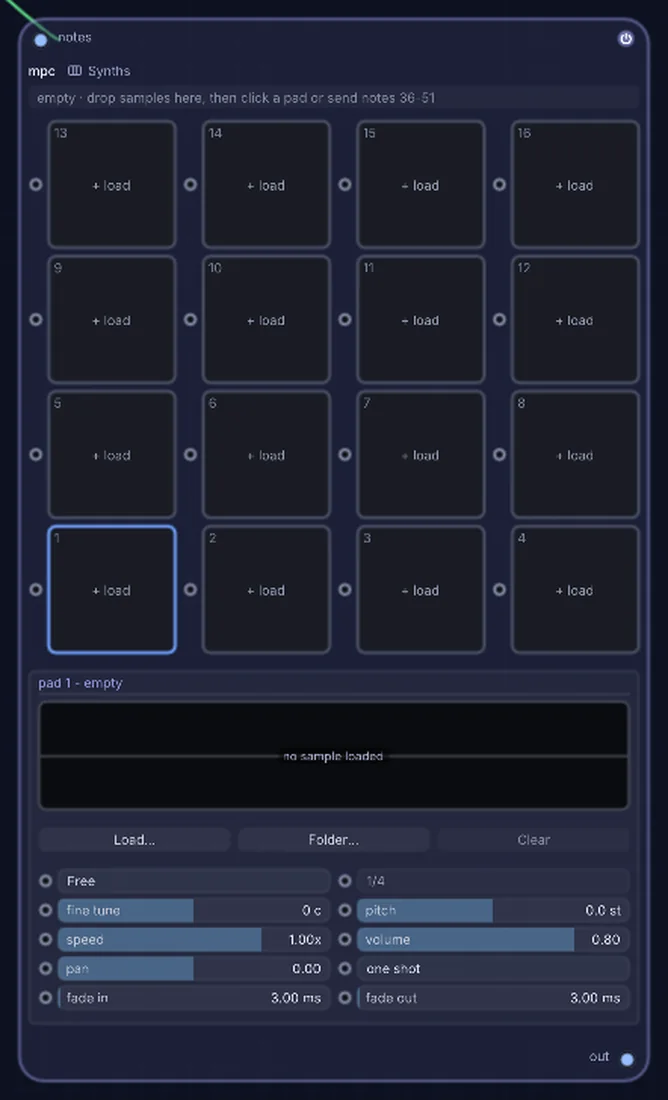 notes
mpc Synths
empty · drop samples here, then click a pad or send notes 36-51
13 14 15 16
+ load + load + load + load
9 10 11 12
+ load + load + load + load
5 6 7 8
+ load + load + load + load
1 2 3 4
+ load + load + load + load
pad 1 - empty
no sample loaded
Load... Folder... Clear
Free 1/4
fine tune 0 c pitch 0.0 st
speed 1.00x volume 0.80
pan 0.00 one shot
fade in 3.00 ms fade out 3.00 ms
out